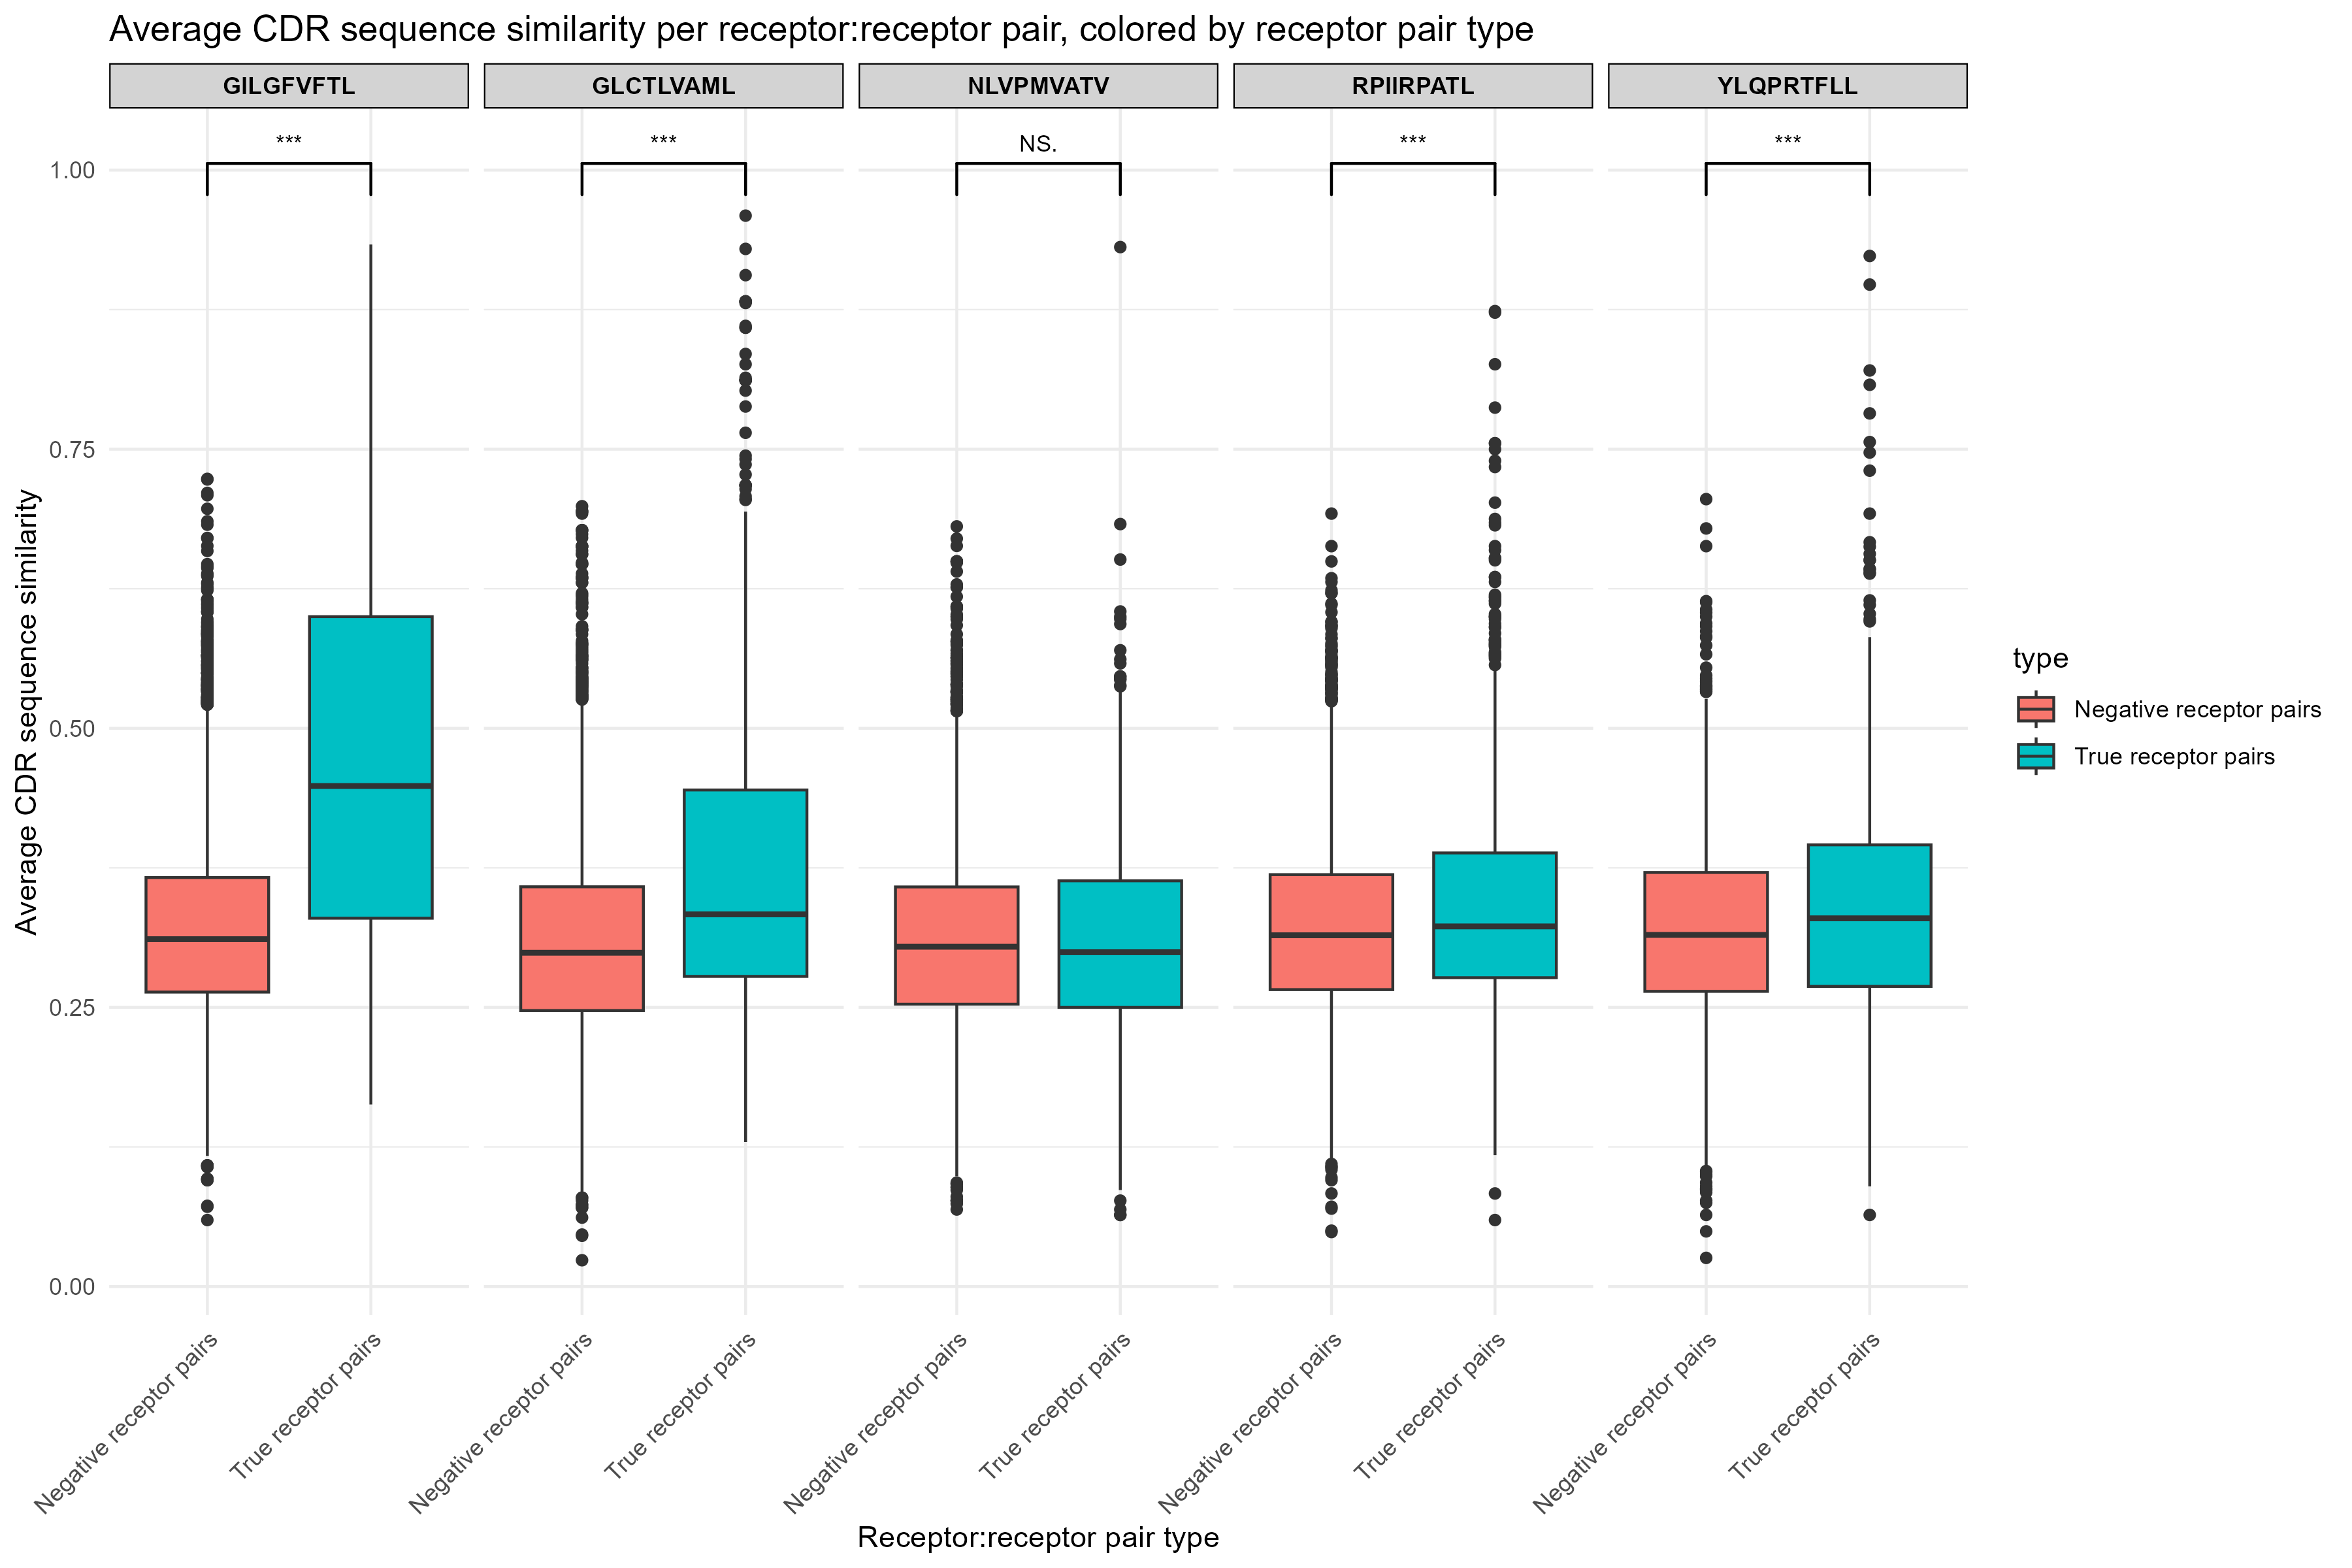 Average CDR sequence similarity per receptor:receptor pair, colored by receptor pair type
GILGFVFTL
GLCTLVAML
NLVPMVATV
RPIIRPATL
YLQPRTFLL
***
***
NS.
***
***
1.00
0.75
0.50
0.25
0.00
Average CDR sequence similarity
Negative receptor pairs
True receptor pairs
Negative receptor pairs
True receptor pairs
Negative receptor pairs
True receptor pairs
Negative receptor pairs
True receptor pairs
Negative receptor pairs
True receptor pairs
Receptor:receptor pair type
type
Negative receptor pairs
True receptor pairs